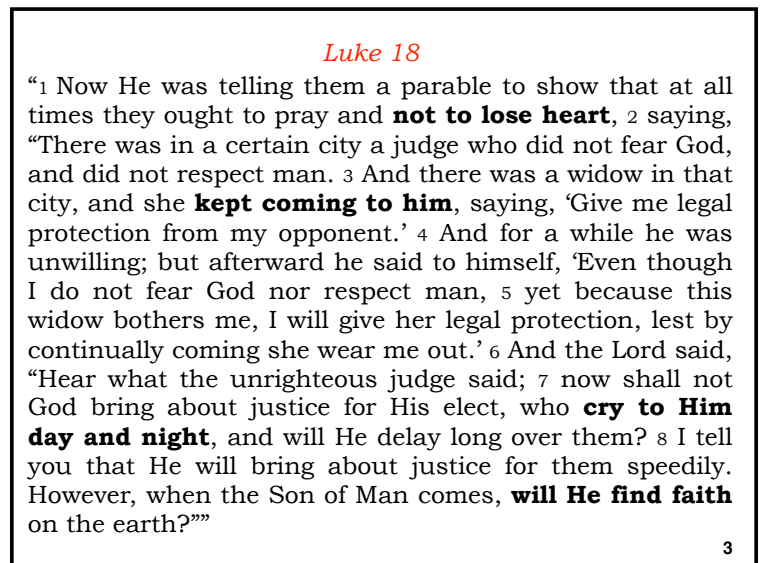 Luke 18
“1 Now He was telling them a parable to show that at all
times they ought to pray and not to lose heart, 2 saying,
“There was in a certain city a judge who did not fear God,
and did not respect man. 3 And there was a widow in that
city, and she kept coming to him, saying, ‘Give me legal
protection from my opponent.’ 4 And for a while he was
unwilling; but afterward he said to himself, ‘Even though
I do not fear God nor respect man, 5 yet because this
widow bothers me, I will give her legal protection, lest by
continually coming she wear me out.’ 6 And the Lord said,
“Hear what the unrighteous judge said; 7 now shall not
God bring about justice for His elect, who cry to Him
day and night, and will He delay long over them? 8 I tell
you that He will bring about justice for them speedily.
However, when the Son of Man comes, will He find faith
on the earth?””
3